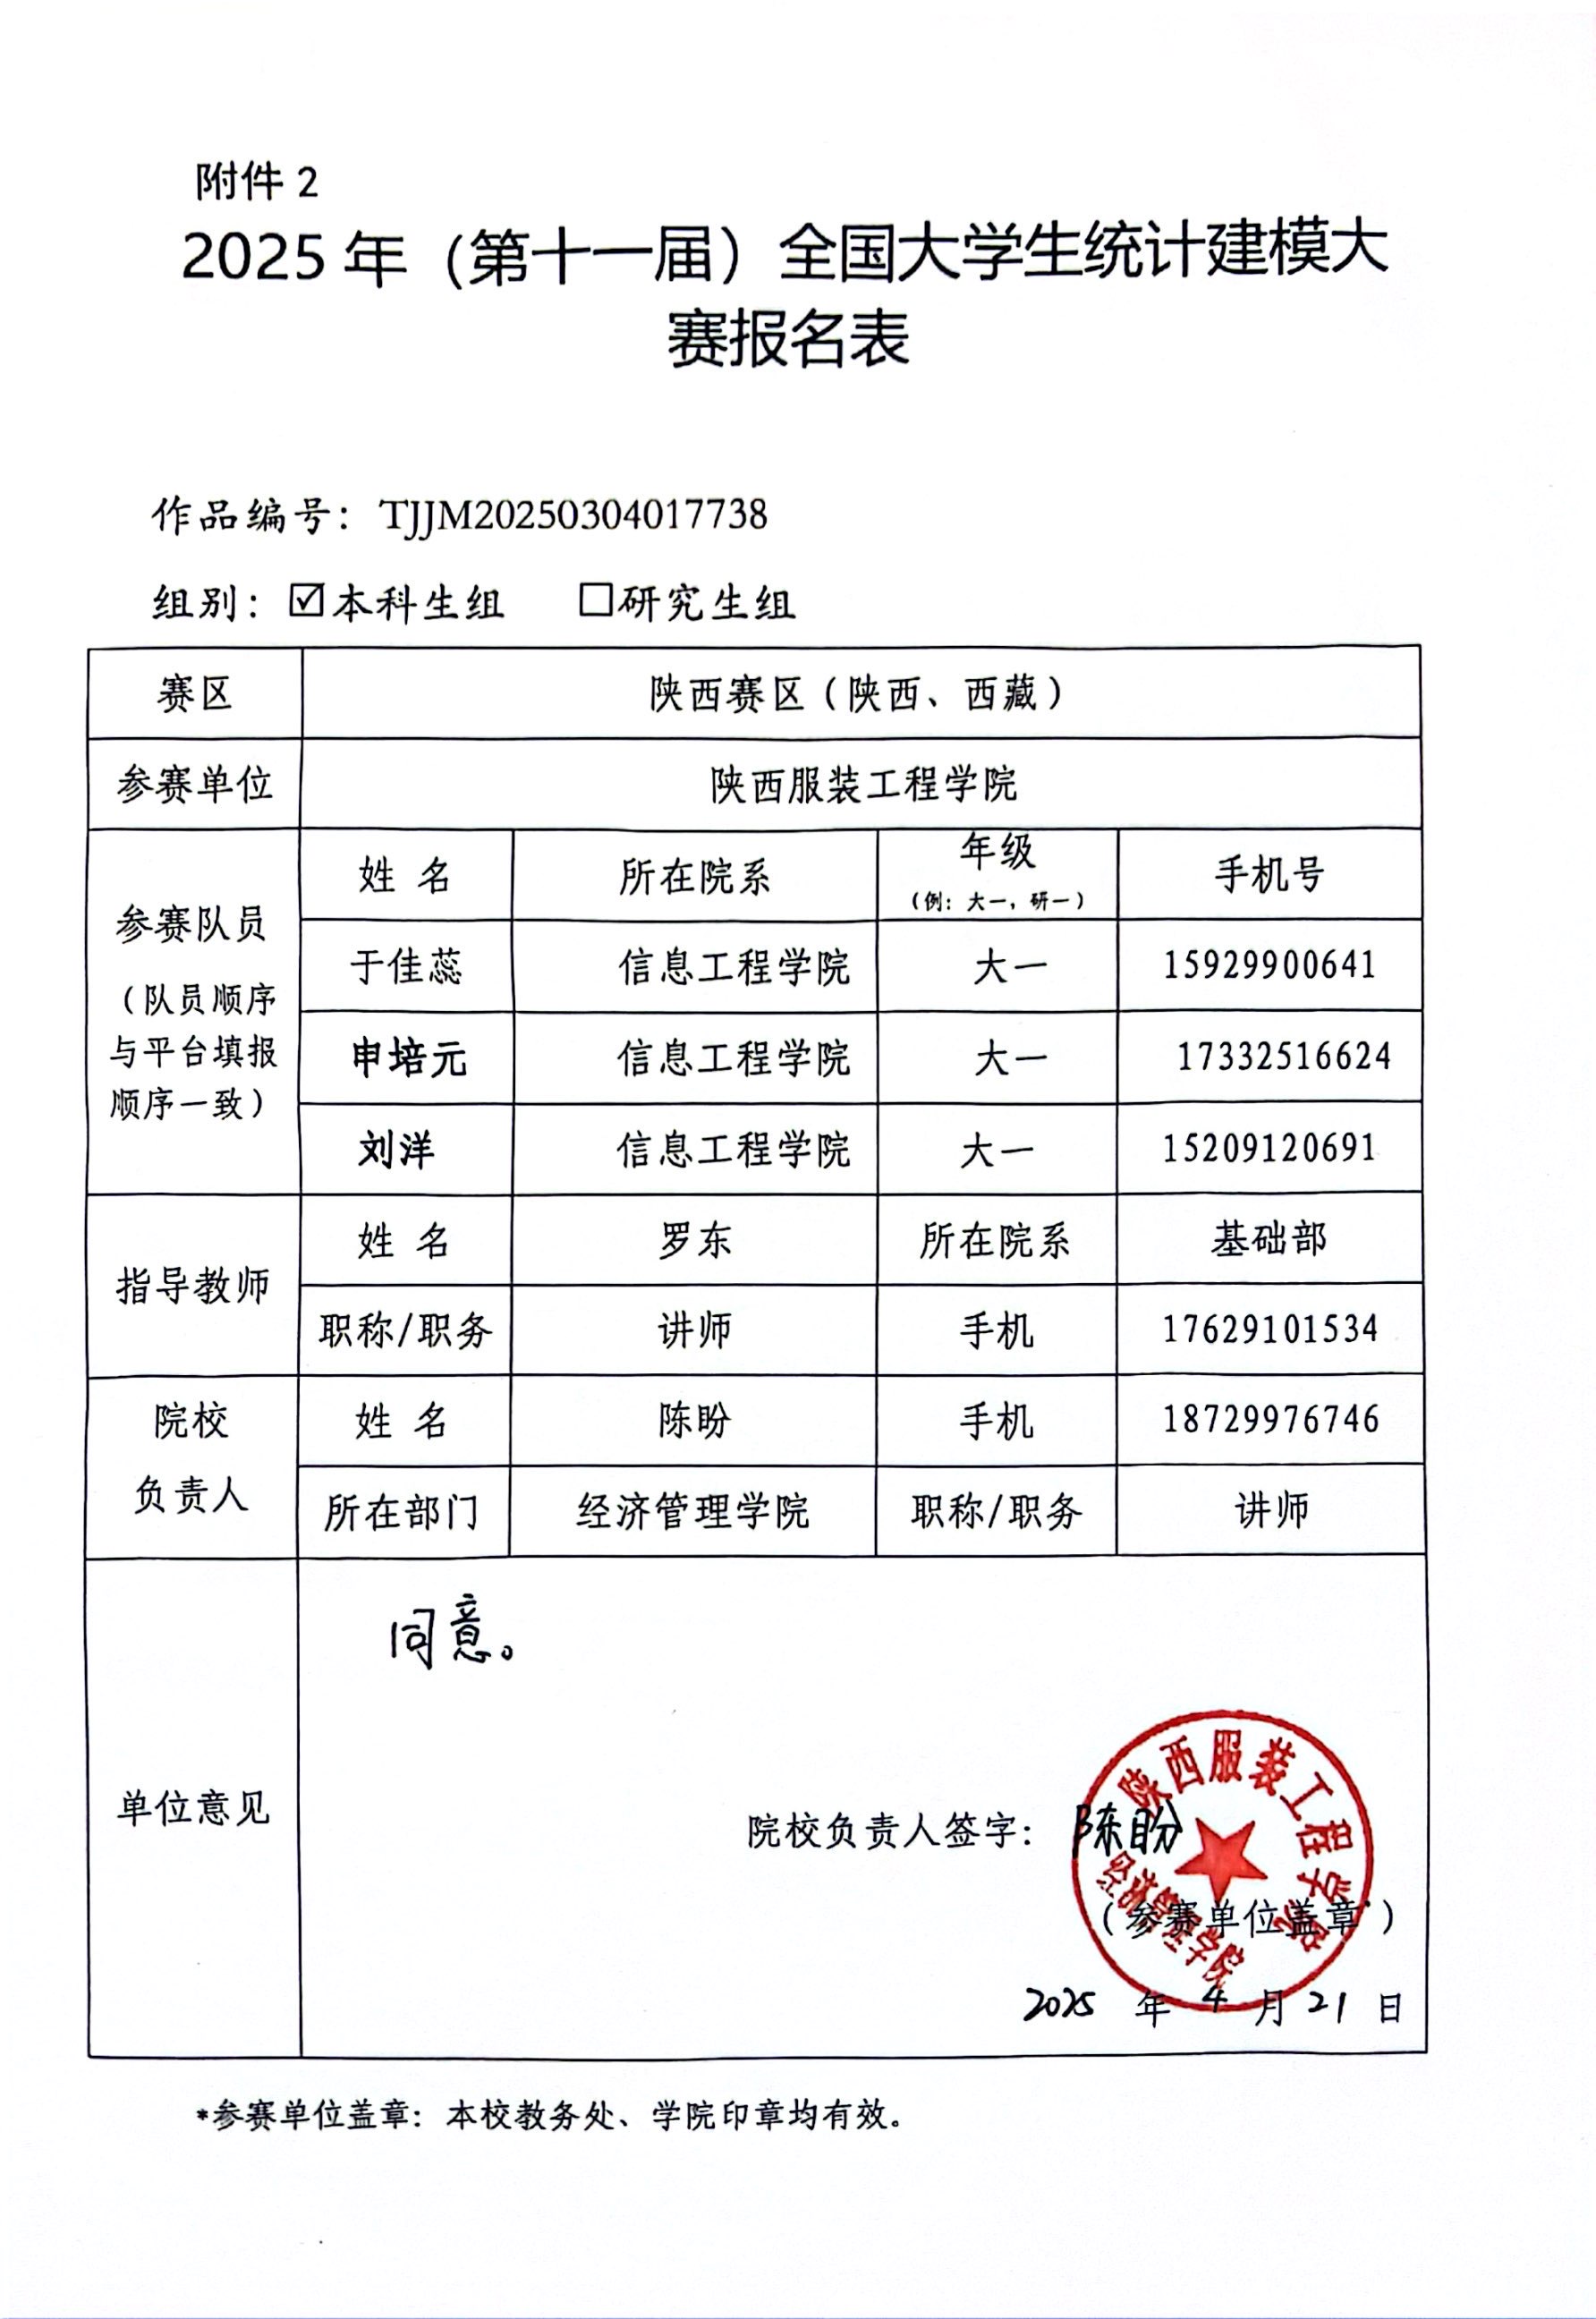 附件 2
2025 年（第十一届）全国大学生统计建模大
赛报名表
作品编号：TJJM20250304017738
组别：☑本科生组 □研究生组
赛区 陕西赛区（陕西、西藏）
参赛单位 陕西服装工程学院
参赛队员
（队员顺序
与平台填报
顺序一致）
姓 名 所在院系 年级 手机号
（例：大一，研一）
于佳蕊 信息工程学院 大一 15929900641
申培元 信息工程学院 大一 17332516624
刘洋 信息工程学院 大一 15209120691
指导教师
姓 名 罗东 所在院系 基础部
职称/职务 讲师 手机 17629101534
院校
负责人
姓 名 陈盼 手机 18729976746
所在部门 经济管理学院 职称/职务 讲师
单位意见
同意。
院校负责人签字：陈盼
（参赛单位盖章）
2025 年 4 月 21 日
陕西服装工程学院
经济管理学院
*参赛单位盖章：本校教务处、学院印章均有效。